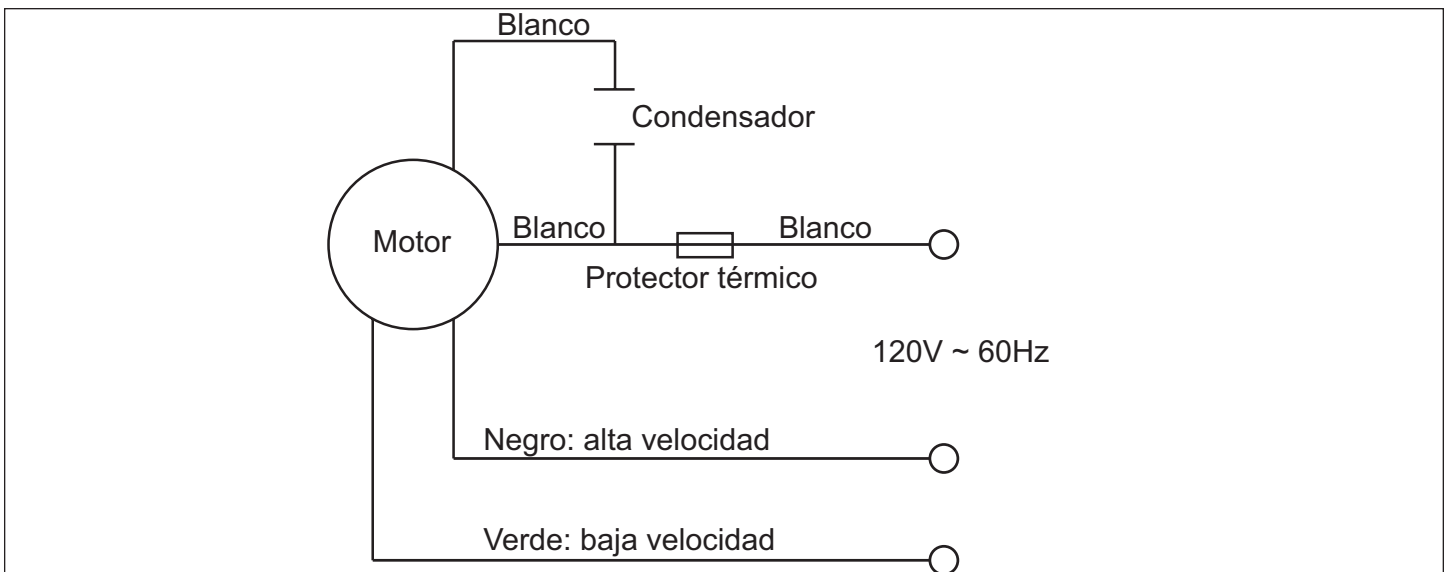 Blanco
Condensador
Motor
Blanco
Blanco
Protector térmico
120V ~ 60Hz
Negro: alta velocidad
Verde: baja velocidad